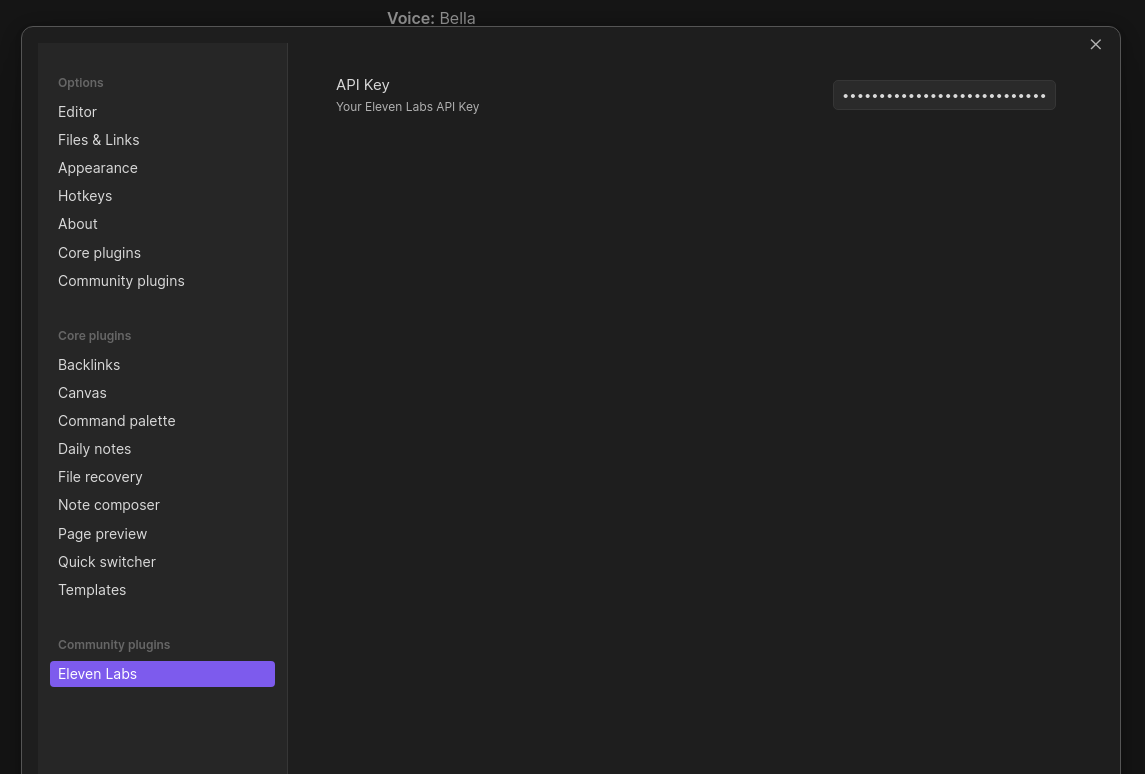 Voice: Bella
Options
Editor
Files & Links
Appearance
Hotkeys
About
Core plugins
Community plugins
Core plugins
Backlinks
Canvas
Command palette
Daily notes
File recovery
Note composer
Page preview
Quick switcher
Templates
Community plugins
Eleven Labs
API Key
Your Eleven Labs API Key